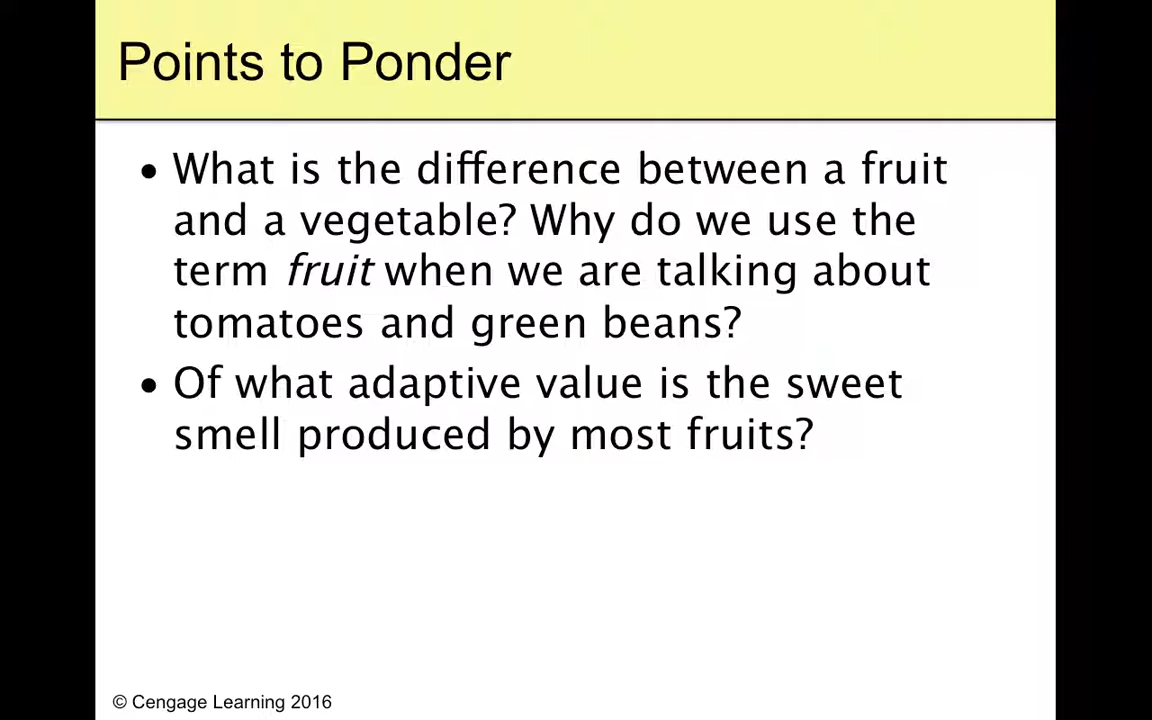 Points to Ponder
• What is the difference between a fruit
and a vegetable? Why do we use the
term fruit when we are talking about
tomatoes and green beans?
• Of what adaptive value is the sweet
smell produced by most fruits?
© Cengage Learning 2016